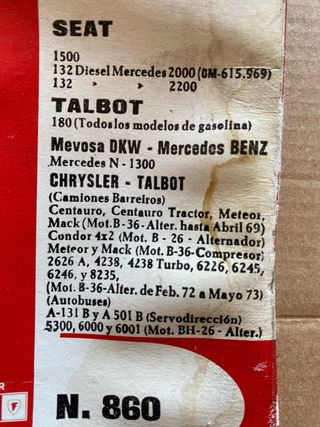 SEAT
1500
132 Diesel Mercedes 2000 (OM-615.969)
132 » » 2200
TALBOT
180 (Todos los modelos de gasolina)
Mevosa DKW - Mercedes BENZ
Mercedes N - 1300
CHRYSLER - TALBOT
(Camiones Barreiros)
Centauro, Centauro Tractor, Meteor,
Mack (Mot. B-36-Alter. hasta Abril 69)
Condor 4x2 (Mot. B - 26 - Alternador)
Meteor y Mack (Mot. B-36-Compresor)
2626 A, 4238, 4238 Turbo, 6226, 6245,
6246, y 8235,
(Mot. B-36-Alter. de Feb. 72 a Mayo 73)
(Autobuses)
A-131 B y A 501 B (Servodirección)
5300, 6000 y 6001 (Mot. BH-26 - Alter.)
R
F
N. 860